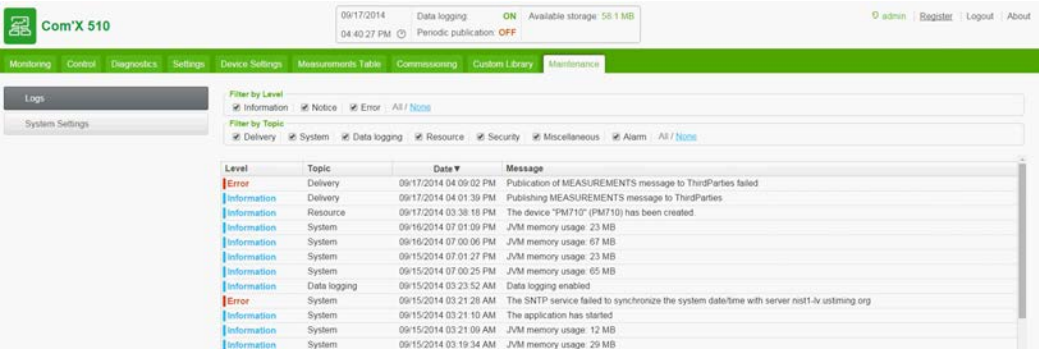 Com'X 510
09/17/2014 Data logging: ON Available storage: 58.1 MB
04:40:27 PM Periodic publication: OFF
admin Register Logout About
Monitoring Control Diagnostics Settings Device Settings Measurements Table Commissioning Custom Library Maintenance
Logs
System Settings
Filter by Level
Information Notice Error All / None
Filter by Topic
Delivery System Data logging Resource Security Miscellaneous Alarm All / None
Level Topic Date▼ Message
Error Delivery 09/17/2014 04:09:02 PM Publication of MEASUREMENTS message to ThirdParties failed
Information Delivery 09/17/2014 04:01:39 PM Publishing MEASUREMENTS message to ThirdParties
Information Resource 09/17/2014 03:38:18 PM The device "PM710" (PM710) has been created.
Information System 09/16/2014 07:01:09 PM JVM memory usage: 23 MB
Information System 09/16/2014 07:00:06 PM JVM memory usage: 67 MB
Information System 09/15/2014 07:01:27 PM JVM memory usage: 23 MB
Information System 09/15/2014 07:00:25 PM JVM memory usage: 65 MB
Information Data logging 09/15/2014 03:23:52 AM Data logging enabled
Error System 09/15/2014 03:21:28 AM The SNTP service failed to synchronize the system date/time with server nist1-lv.ustiming.org
Information System 09/15/2014 03:21:10 AM The application has started
Information System 09/15/2014 03:21:09 AM JVM memory usage: 12 MB
Information System 09/15/2014 03:19:34 AM JVM memory usage: 29 MB